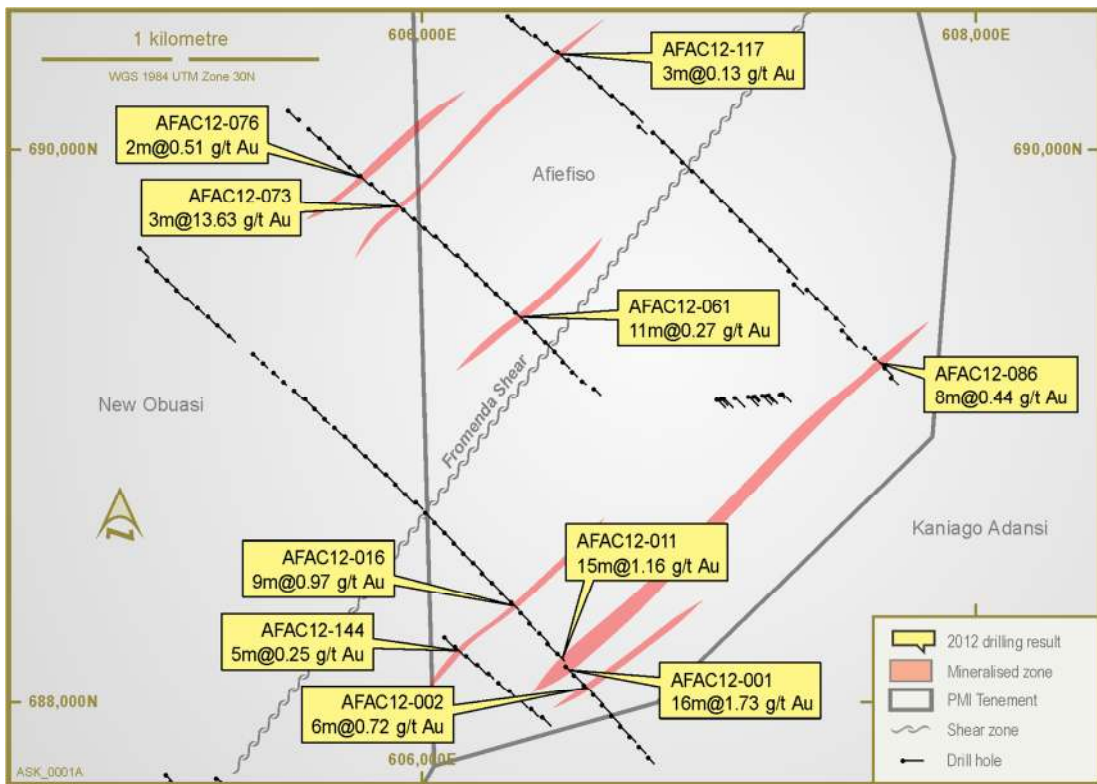 1 kilometre
WGS 1984 UTM Zone 30N
606,000E
608,000E
AFAC12-117
3m@0.13 g/t Au
AFAC12-076
2m@0.51 g/t Au
690,000N
690,000N
Afiefiso
AFAC12-073
3m@13.63 g/t Au
AFAC12-061
11m@0.27 g/t Au
Fromenda Shear
AFAC12-086
8m@0.44 g/t Au
New Obuasi
N
Kaniago Adansi
AFAC12-016
9m@0.97 g/t Au
AFAC12-011
15m@1.16 g/t Au
AFAC12-144
5m@0.25 g/t Au
AFAC12-002
6m@0.72 g/t Au
AFAC12-001
16m@1.73 g/t Au
688,000N
606,000E
2012 drilling result
Mineralised zone
PMI Tenement
Shear zone
Drill hole
ASK_0001A